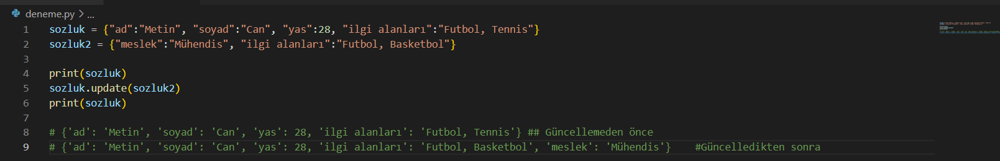 deneme.py > ...
1 sozluk = {"ad":"Metin", "soyad":"Can", "yas":28, "ilgi alanları":"Futbol, Tennis"}
2 sozluk2 = {"meslek":"Mühendis", "ilgi alanları":"Futbol, Basketbol"}
3
4 print(sozluk)
5 sozluk.update(sozluk2)
6 print(sozluk)
7
8 # {'ad': 'Metin', 'soyad': 'Can', 'yas': 28, 'ilgi alanları': 'Futbol, Tennis'} ## Güncellemeden önce
9 # {'ad': 'Metin', 'soyad': 'Can', 'yas': 28, 'ilgi alanları': 'Futbol, Basketbol', 'meslek': 'Mühendis'}    #Güncelledikten sonra